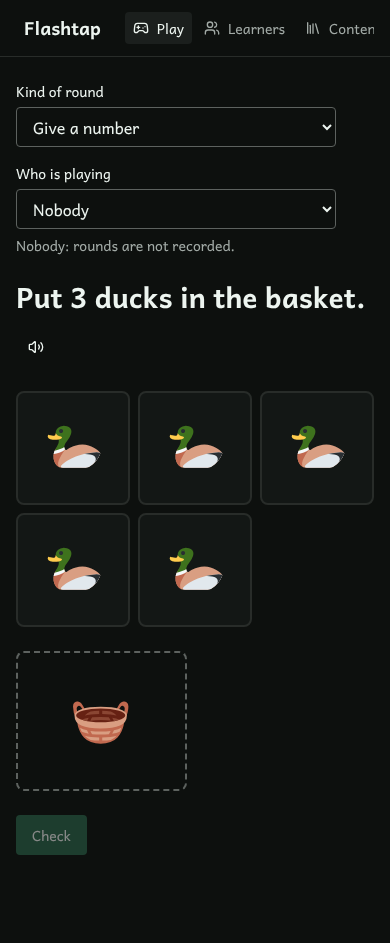 Flashtap Play Learners Conten
Kind of round
Give a number
Who is playing
Nobody
Nobody: rounds are not recorded.
Put 3 ducks in the basket.
Check